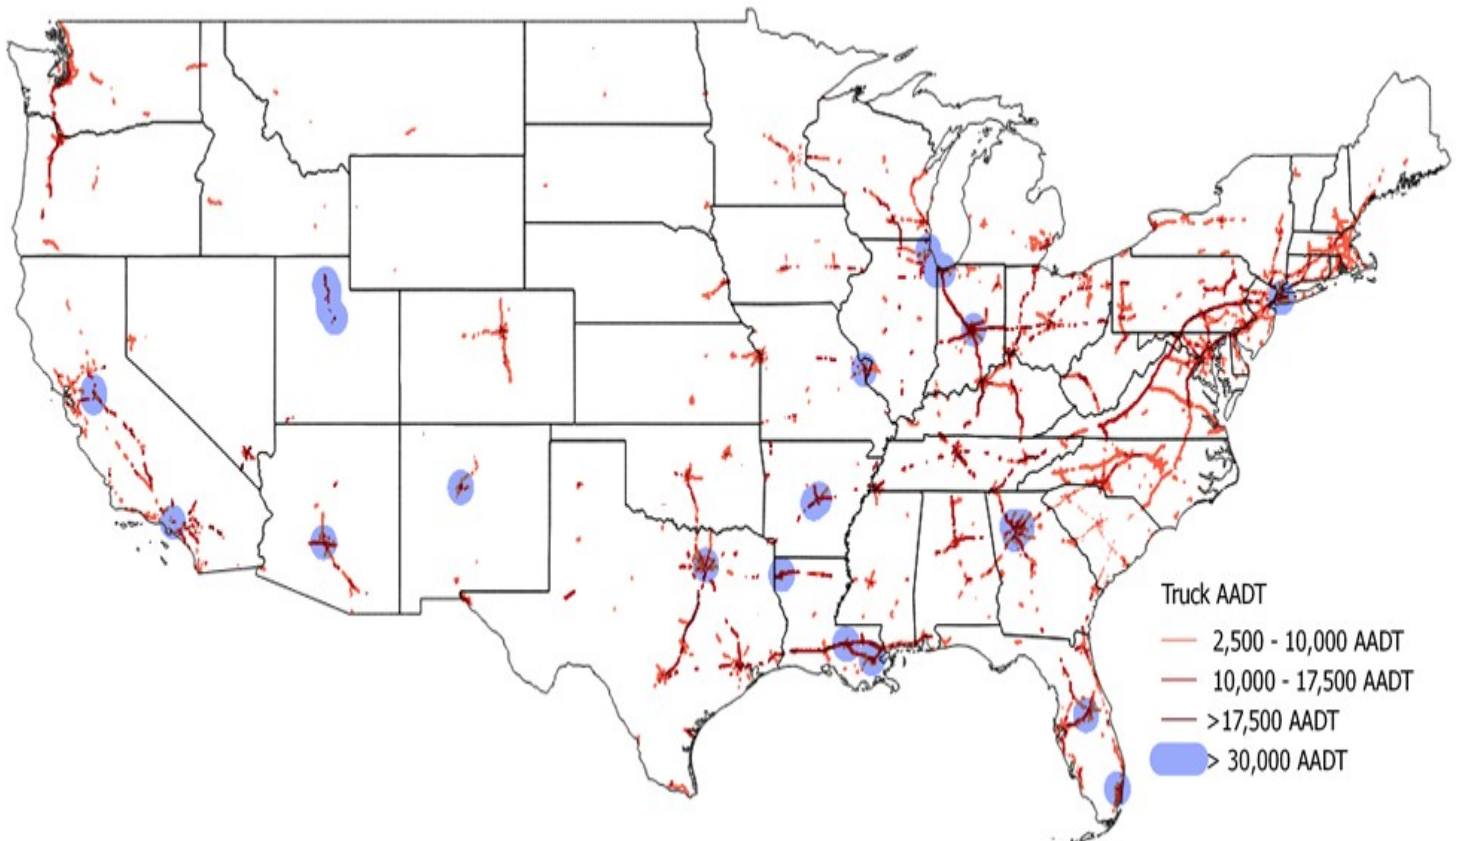 Truck AADT
2,500 - 10,000 AADT
10,000 - 17,500 AADT
>17,500 AADT
> 30,000 AADT